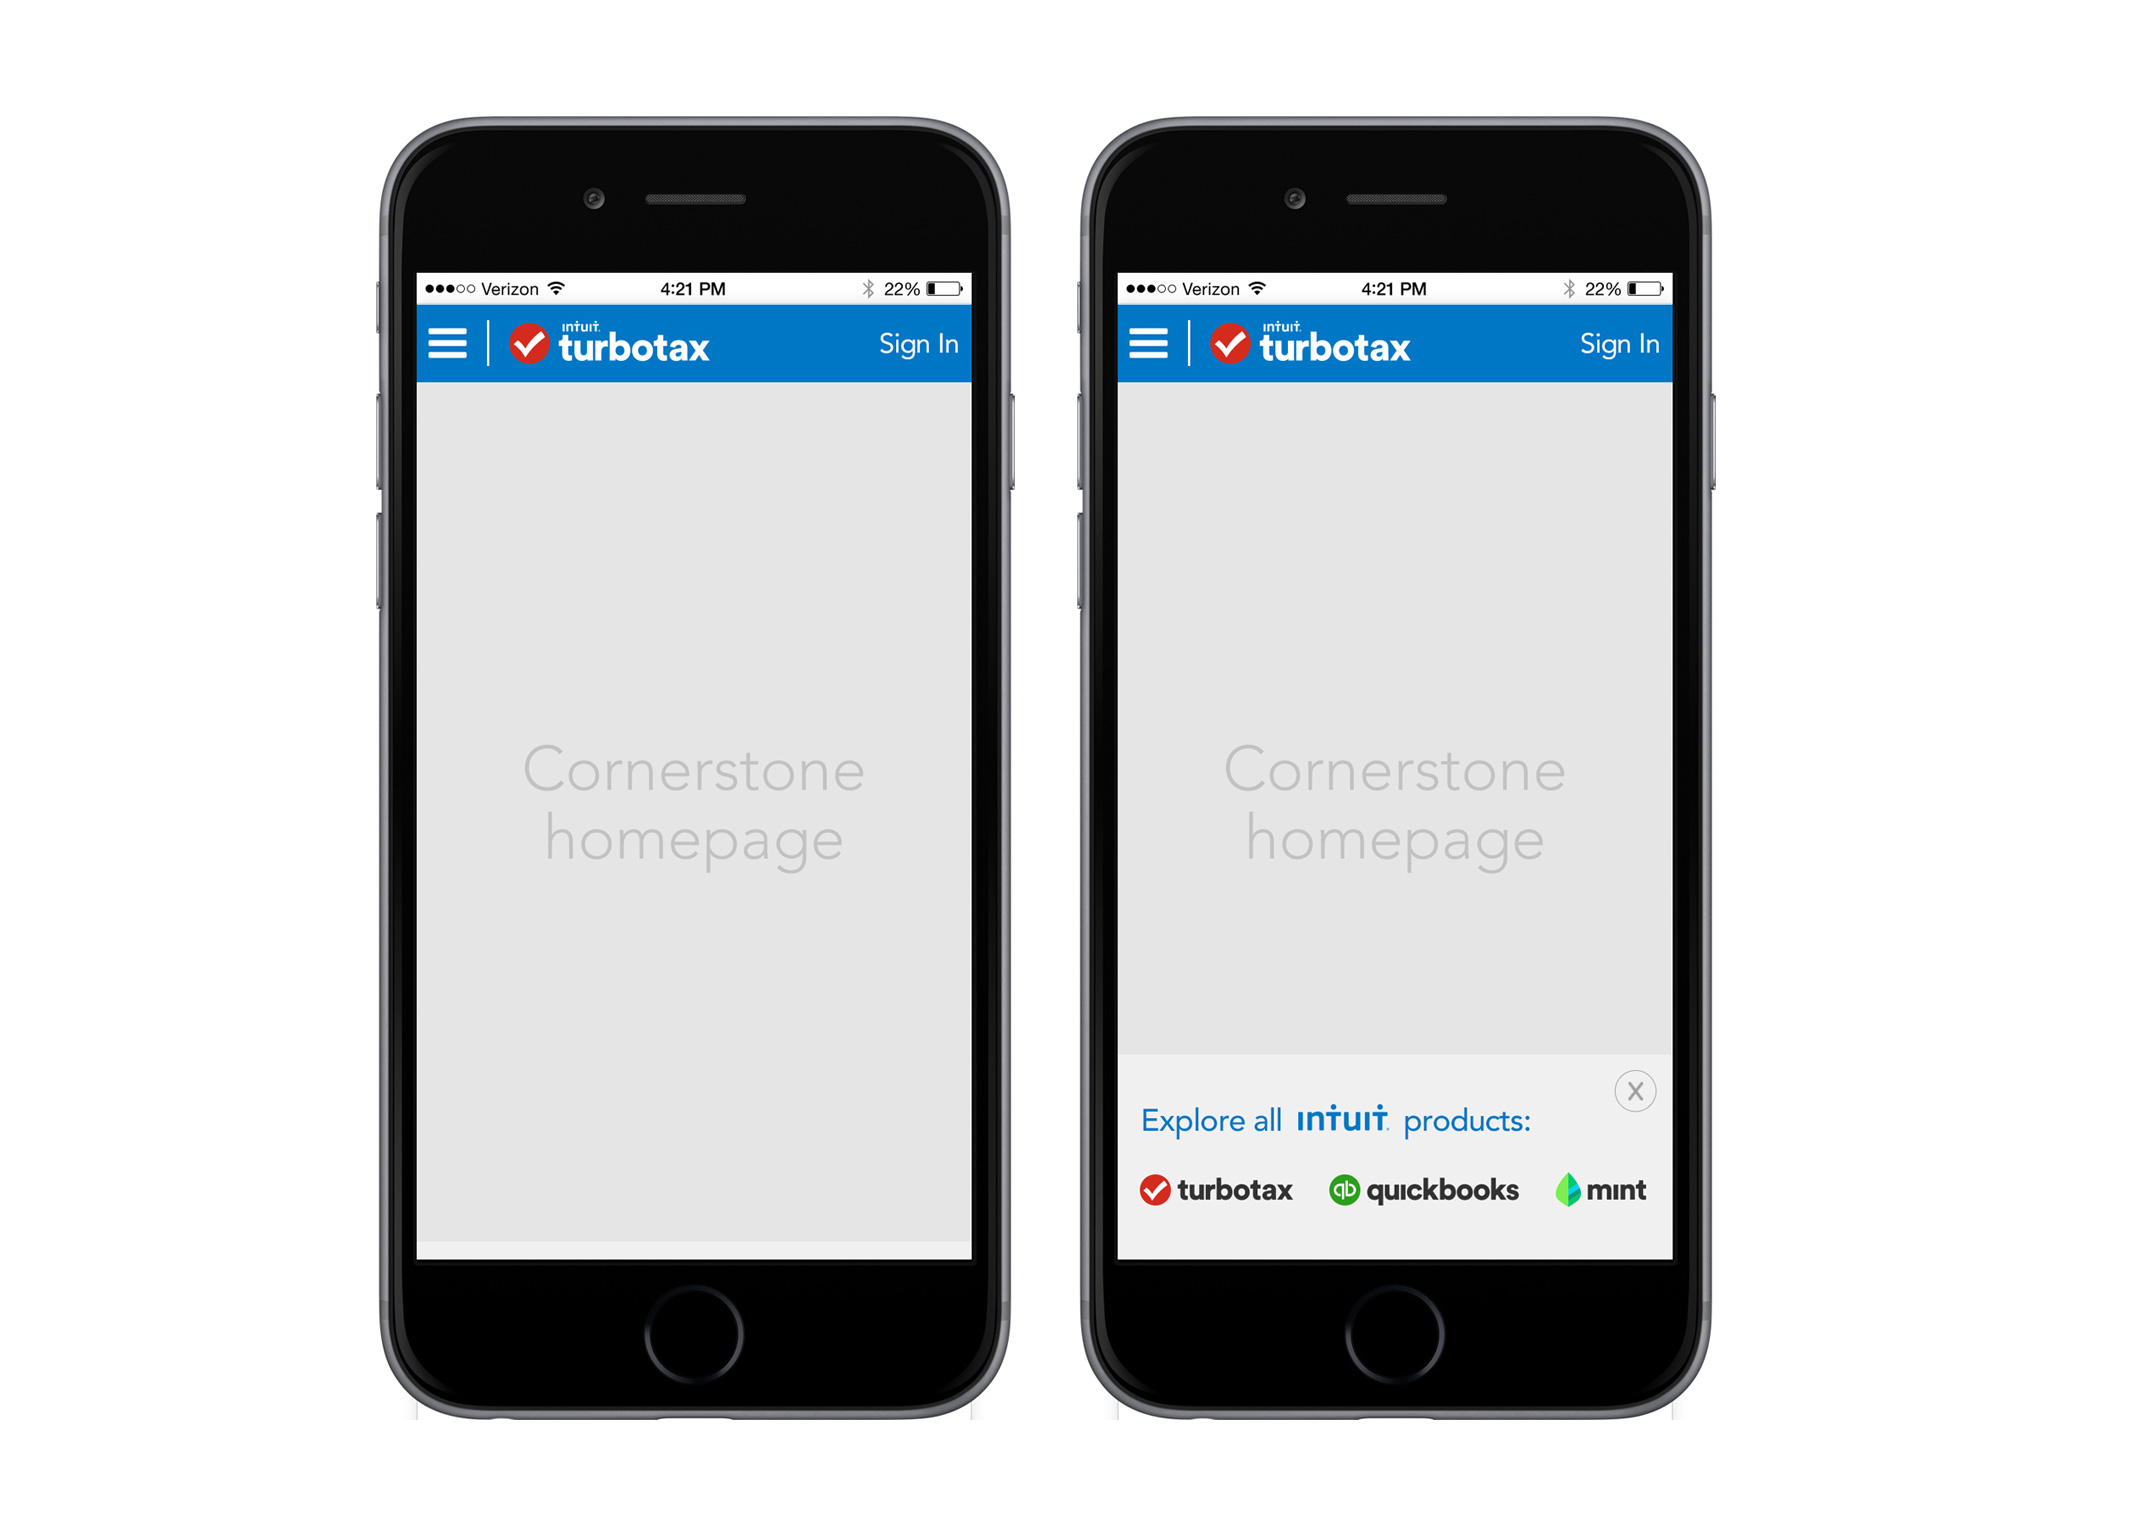 Verizon 4:21 PM 22%
intuit.
turbotax
Sign In
Cornerstone
homepage
Verizon 4:21 PM 22%
intuit.
turbotax
Sign In
Cornerstone
homepage
X
Explore all intuit. products:
turbotax qb quickbooks mint